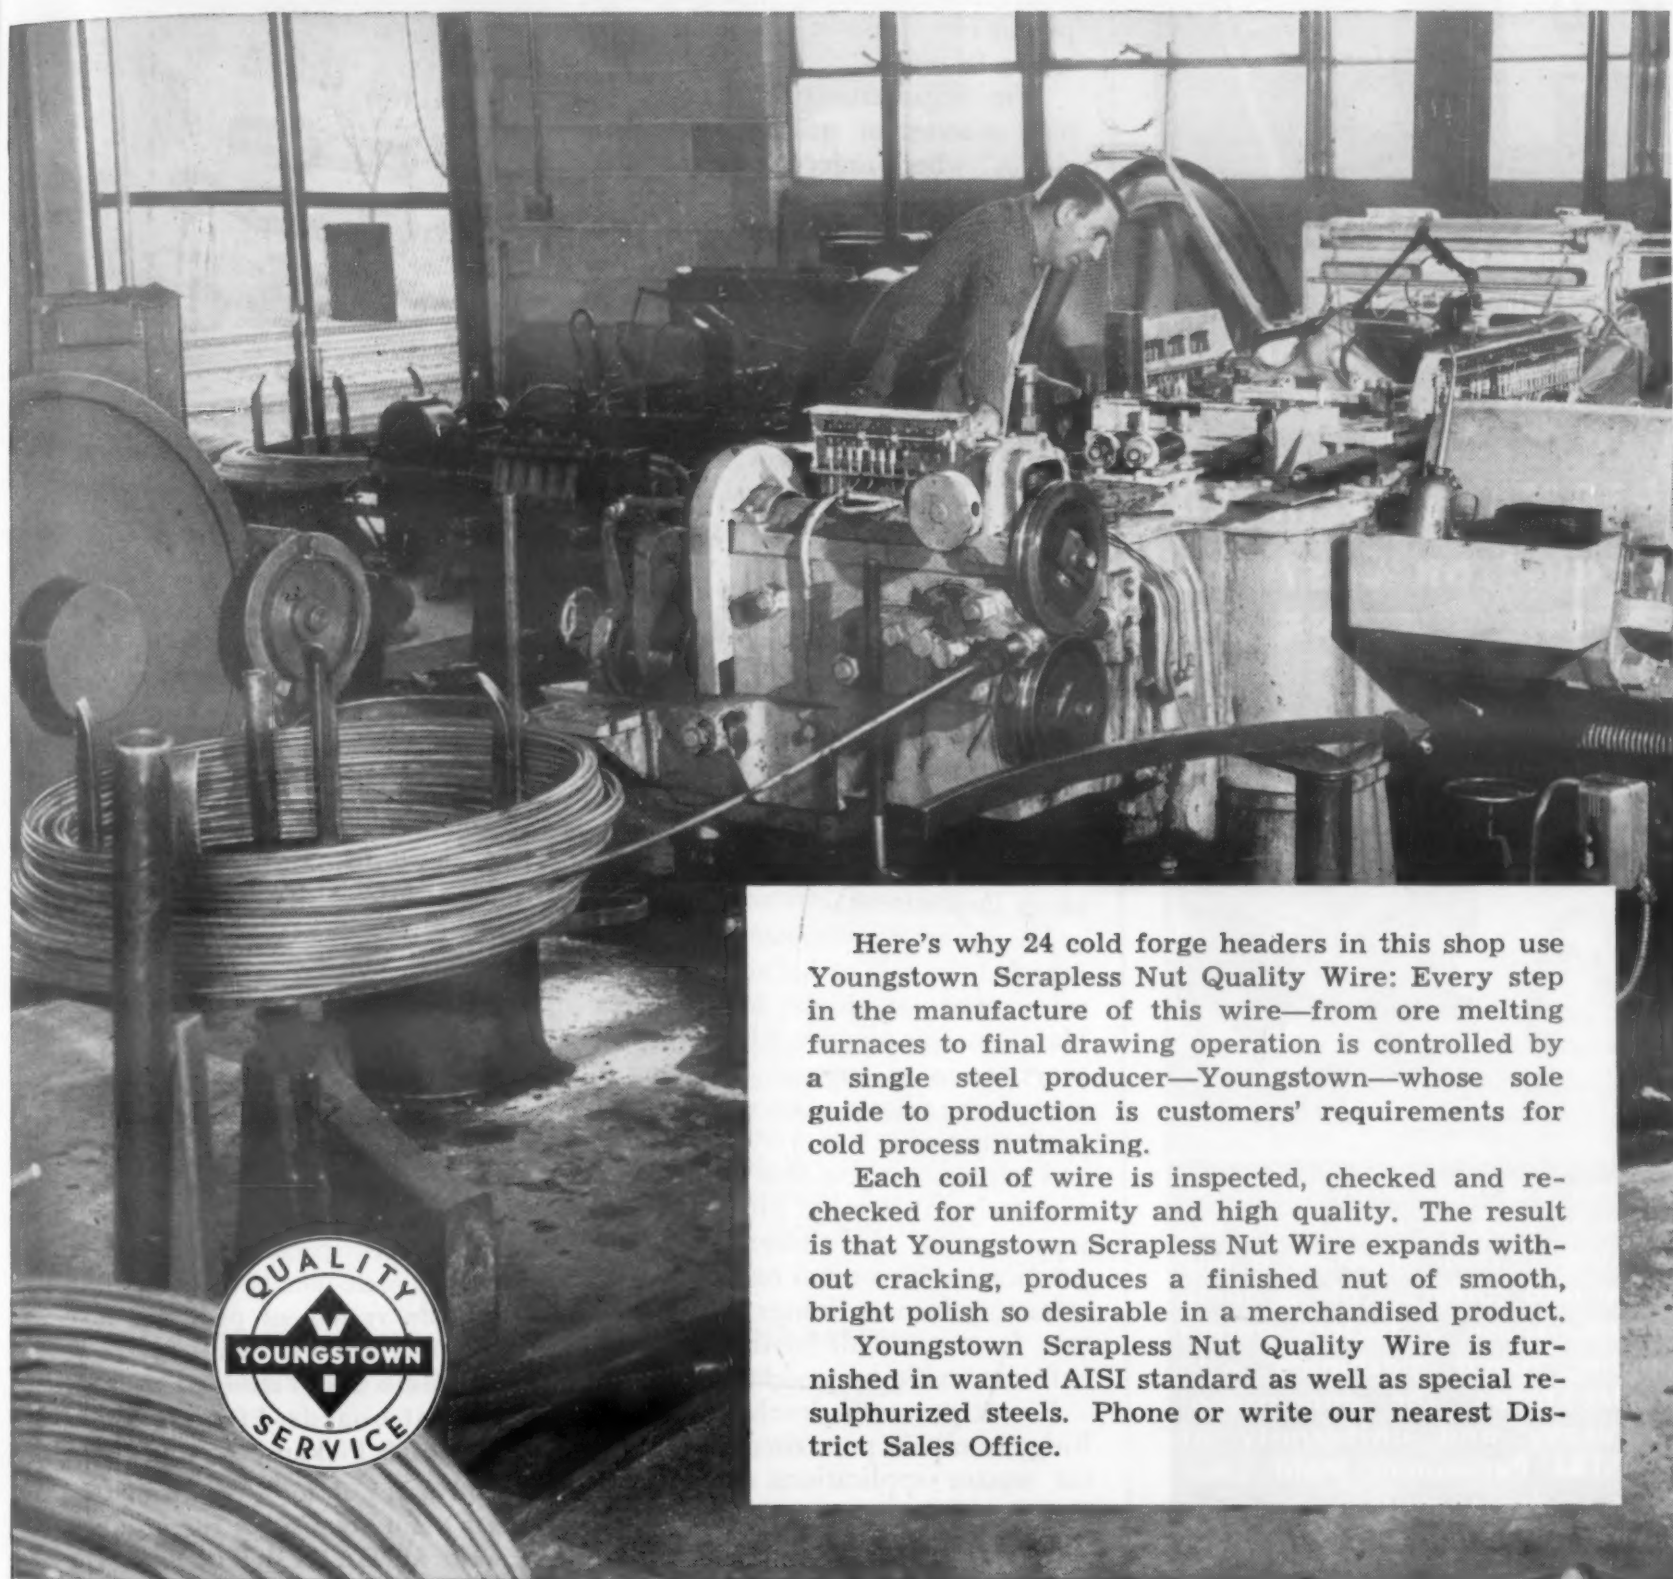 Here's why 24 cold forge headers in this shop use
Youngstown Scrapless Nut Quality Wire: Every step
in the manufacture of this wire—from ore melting
furnaces to final drawing operation is controlled by
a single steel producer—Youngstown—whose sole
guide to production is customers' requirements for
cold process nutmaking.
Each coil of wire is inspected, checked and re-
checked for uniformity and high quality. The result
is that Youngstown Scrapless Nut Wire expands with-
out cracking, produces a finished nut of smooth,
bright polish so desirable in a merchandised product.
Youngstown Scrapless Nut Quality Wire is fur-
nished in wanted AISI standard as well as special re-
sulphurized steels. Phone or write our nearest Dis-
trict Sales Office.
QUALITY
Y
YOUNGSTOWN
®
SERVICE